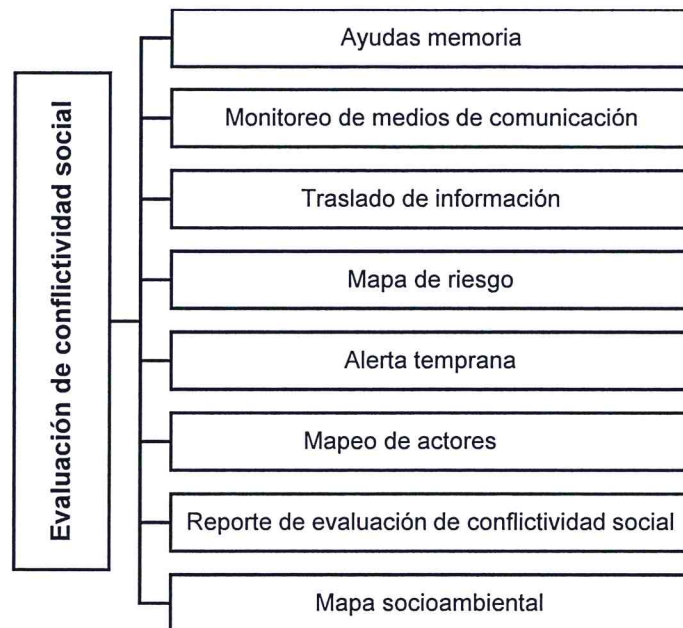 Evaluación de conflictividad social
Ayudas memoria
Monitoreo de medios de comunicación
Traslado de información
Mapa de riesgo
Alerta temprana
Mapeo de actores
Reporte de evaluación de conflictividad social
Mapa socioambiental